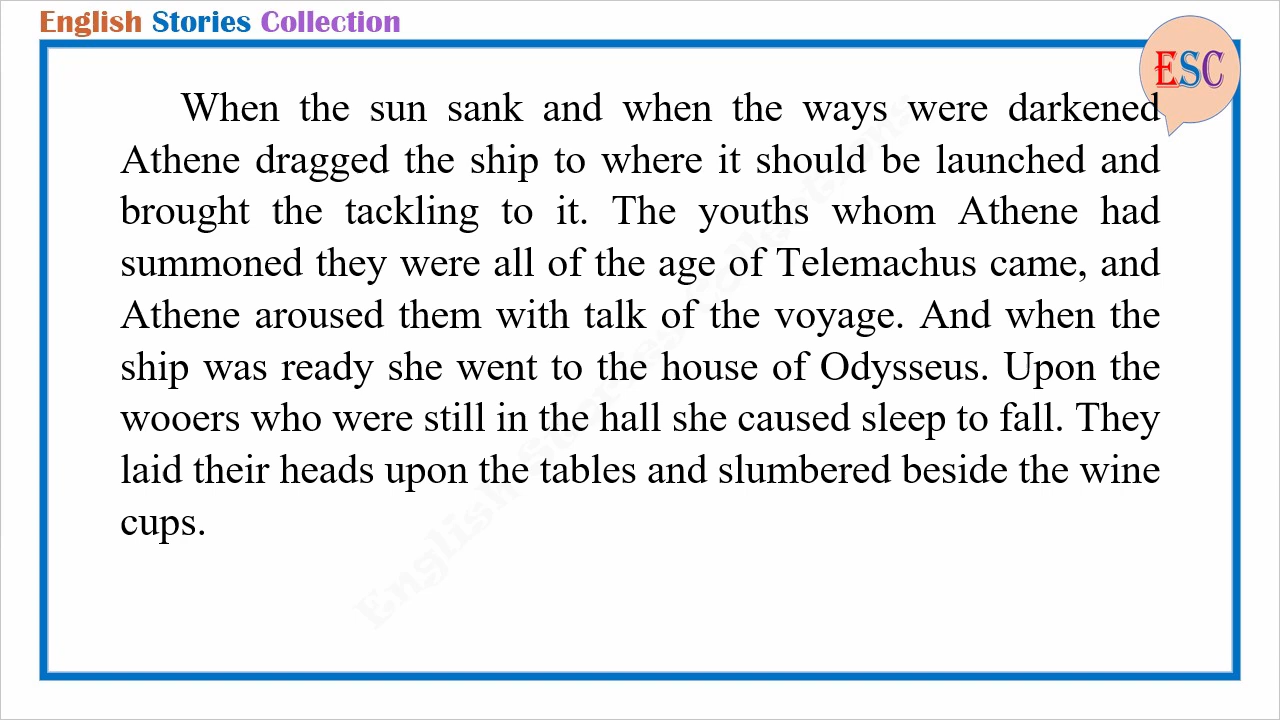 English Stories Collection
ESC
When the sun sank and when the ways were darkened
Athene dragged the ship to where it should be launched and
brought the tackling to it. The youths whom Athene had
summoned they were all of the age of Telemachus came, and
Athene aroused them with talk of the voyage. And when the
ship was ready she went to the house of Odysseus. Upon the
wooers who were still in the hall she caused sleep to fall. They
laid their heads upon the tables and slumbered beside the wine
cups.